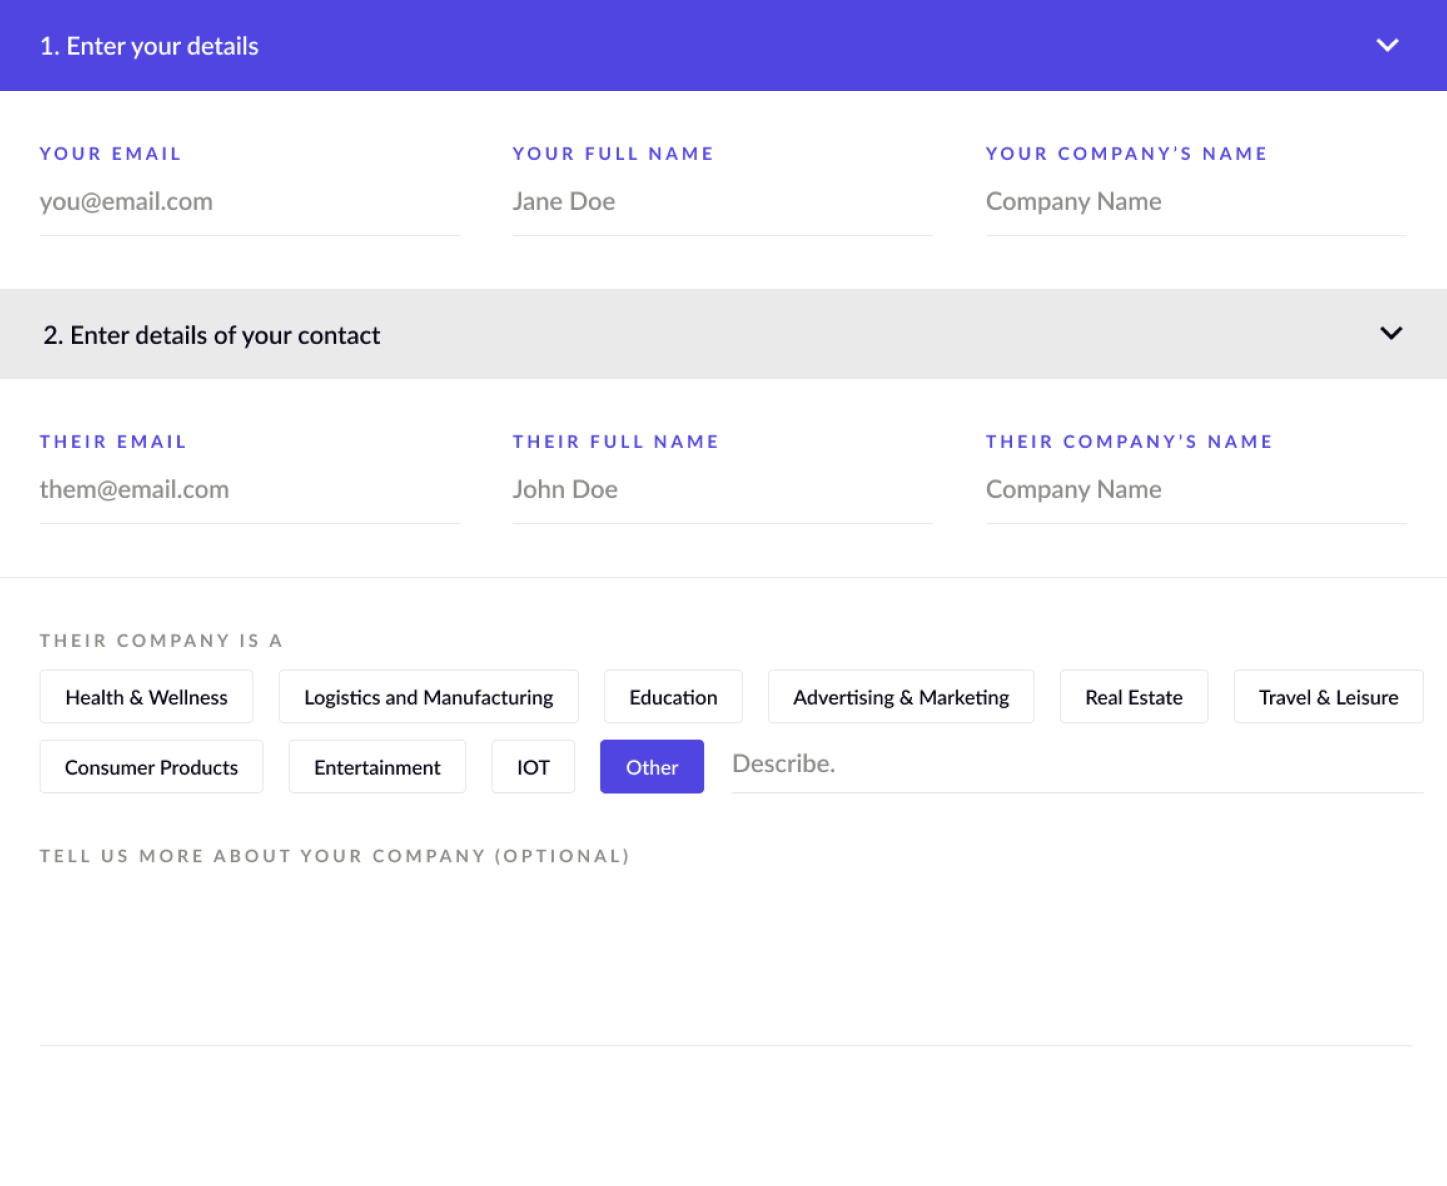 1. Enter your details
YOUR EMAIL YOUR FULL NAME YOUR COMPANY’S NAME
you@email.com Jane Doe Company Name
2. Enter details of your contact
THEIR EMAIL THEIR FULL NAME THEIR COMPANY’S NAME
them@email.com John Doe Company Name
THEIR COMPANY IS A
Health & Wellness Logistics and Manufacturing Education Advertising & Marketing Real Estate Travel & Leisure
Consumer Products Entertainment IOT Other Describe.
TELL US MORE ABOUT YOUR COMPANY (OPTIONAL)